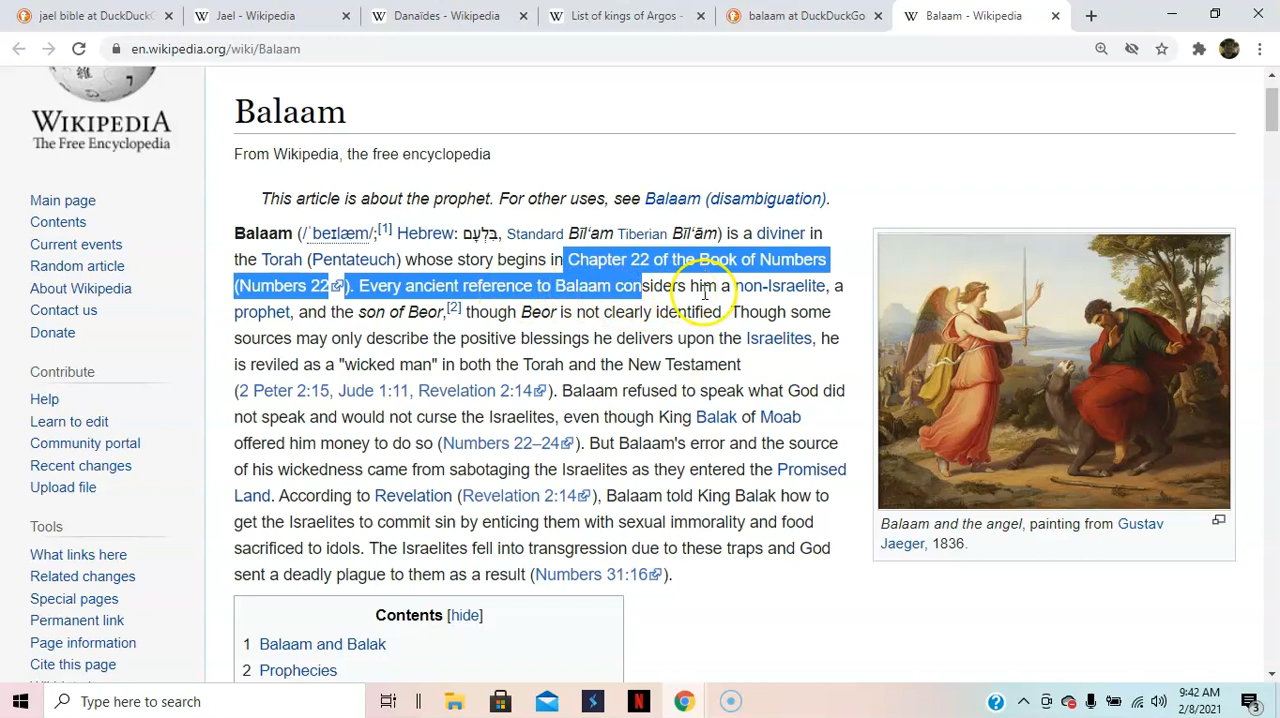 jael bible at DuckDuckG
Jael - Wikipedia
Danaïdes - Wikipedia
List of kings of Argos -
balaam at DuckDuckGo
Balaam - Wikipedia
en.wikipedia.org/wiki/Balaam
WIKIPEDIA
The Free Encyclopedia
Main page
Contents
Current events
Random article
About Wikipedia
Contact us
Donate
Contribute
Help
Learn to edit
Community portal
Recent changes
Upload file
Tools
What links here
Related changes
Special pages
Permanent link
Page information
Cite this page
Balaam
From Wikipedia, the free encyclopedia
This article is about the prophet. For other uses, see Balaam (disambiguation).
Balaam (/ˈbeɪlæm/;[1] Hebrew: בִּלְעָם, Standard Bīlʻam Tiberian Bīlʻām) is a diviner in
the Torah (Pentateuch) whose story begins in Chapter 22 of the Book of Numbers
(Numbers 22). Every ancient reference to Balaam considers him a non-Israelite, a
prophet, and the son of Beor,[2] though Beor is not clearly identified. Though some
sources may only describe the positive blessings he delivers upon the Israelites, he
is reviled as a "wicked man" in both the Torah and the New Testament
(2 Peter 2:15, Jude 1:11, Revelation 2:14). Balaam refused to speak what God did
not speak and would not curse the Israelites, even though King Balak of Moab
offered him money to do so (Numbers 22–24). But Balaam's error and the source
of his wickedness came from sabotaging the Israelites as they entered the Promised
Land. According to Revelation (Revelation 2:14), Balaam told King Balak how to
get the Israelites to commit sin by enticing them with sexual immorality and food
sacrificed to idols. The Israelites fell into transgression due to these traps and God
sent a deadly plague to them as a result (Numbers 31:16).
Balaam and the angel, painting from Gustav
Jaeger, 1836.
Contents [hide]
1 Balaam and Balak
2 Prophecies
Type here to search
9:42 AM
2/8/2021
3